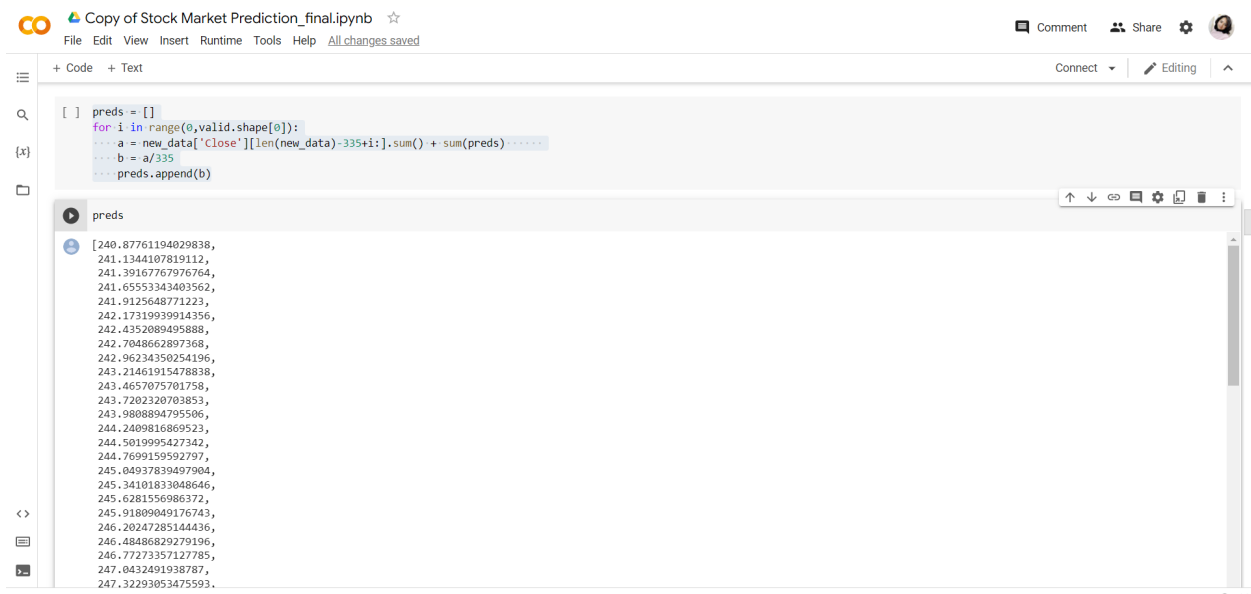 Copy of Stock Market Prediction_final.ipynb
File Edit View Insert Runtime Tools Help All changes saved
Comment Share
+ Code + Text
Connect Editing
{x}
[ ] preds = []
for i in range(0,valid.shape[0]):
    a = new_data['Close'][len(new_data)-335+i:].sum() + sum(preds)
    b = a/335
    preds.append(b)
preds
[240.87761194029838,
241.1344107819112,
241.39167767976764,
241.65553343403562,
241.9125648771223,
242.17319939914356,
242.4352089495888,
242.7048662897368,
242.96234350254196,
243.21461915478838,
243.4657075701758,
243.7202320703853,
243.9808894795506,
244.2409816869523,
244.5019995427342,
244.7699159592797,
245.04937839497904,
245.34101833048646,
245.6281556986372,
245.91809049176743,
246.20247285144436,
246.48486829279196,
246.77273357127785,
247.0432491938787,
247.32293053475593,